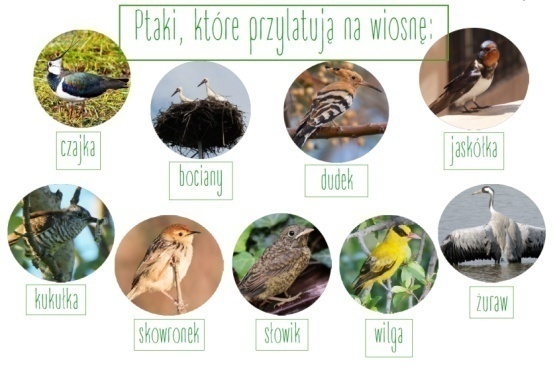 Ptaki, które przylatują na wiosnę:
czajka
bociany
dudek
jaskółka
kukułka
skowronek
słowik
wilga
żuraw